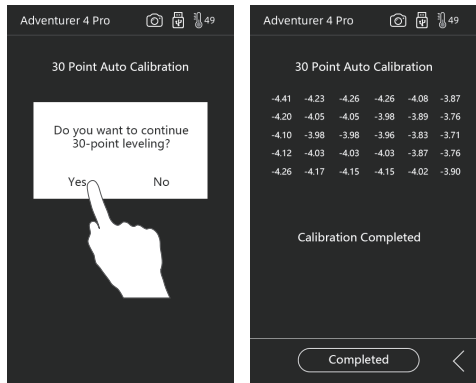 Adventurer 4 Pro 49
30 Point Auto Calibration
Do you want to continue
30-point leveling?
Yes No
Adventurer 4 Pro 49
30 Point Auto Calibration
-4.41 -4.23 -4.26 -4.26 -4.08 -3.87
-4.20 -4.05 -4.05 -3.98 -3.89 -3.76
-4.10 -3.98 -3.98 -3.96 -3.83 -3.71
-4.12 -4.03 -4.03 -4.03 -3.87 -3.76
-4.26 -4.17 -4.15 -4.15 -4.02 -3.90
Calibration Completed
Completed